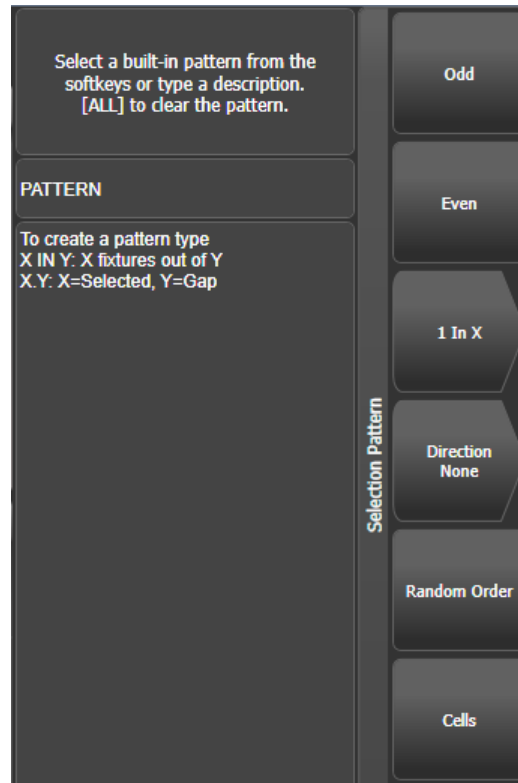 Select a built-in pattern from the
softkeys or type a description.
[ALL] to clear the pattern.
PATTERN
To create a pattern type
X IN Y: X fixtures out of Y
X.Y: X=Selected, Y=Gap
Selection Pattern
Odd
Even
1 In X
Direction
None
Random Order
Cells